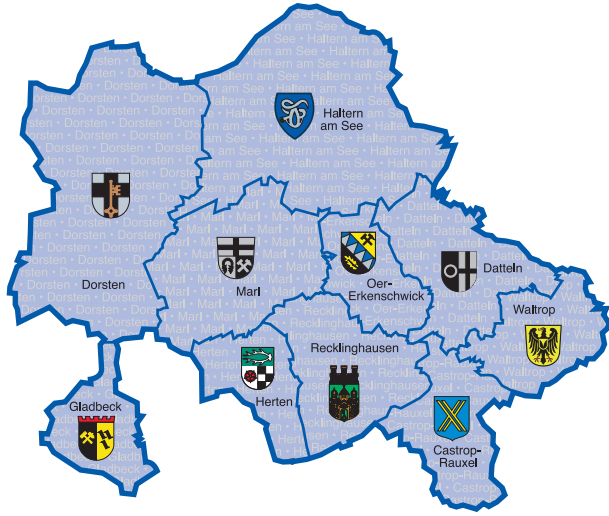 Haltern
am See
Dorsten
Marl
Oer-
Erkenschwick
Datteln
Waltrop
Recklinghausen
Herten
Gladbeck
Castrop-
Rauxel